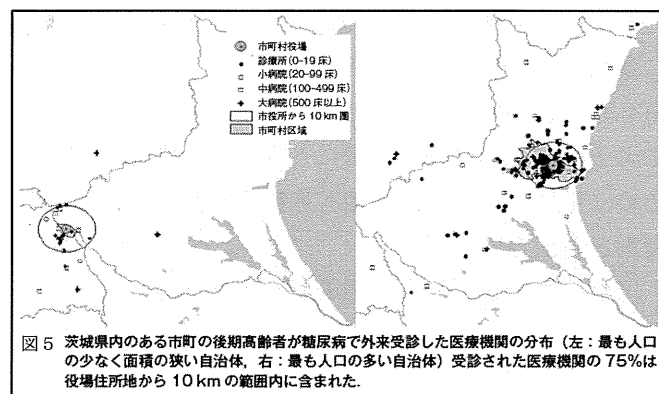 市町村役場
診療所(0-19床)
小病院(20-99床)
中病院(100-499床)
大病院(500床以上)
市役所から10km圏
市町村区域
図5 茨城県内のある市町の後期高齢者が糖尿病で外来受診した医療機関の分布（左：最も人口
の少なく面積の狭い自治体，右：最も人口の多い自治体）受診された医療機関の75%は
役場住所地から10kmの範囲内に含まれた．